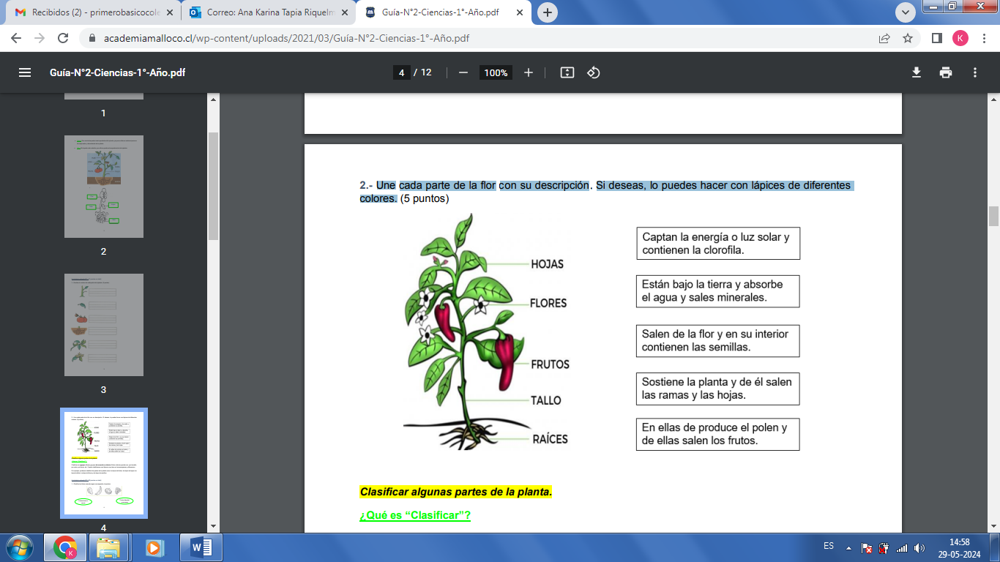 Recibidos (2) - primerobasicocole
Correo: Ana Karina Tapia Riquelm
Guía-N°2-Ciencias-1°-Año.pdf
academiamalloco.cl/wp-content/uploads/2021/03/Guía-N°2-Ciencias-1°-Año.pdf
K
Guía-N°2-Ciencias-1°-Año.pdf
4 / 12
100%
1
2
3
4
2.- Une cada parte de la flor con su descripción. Si deseas, lo puedes hacer con lápices de diferentes
colores. (5 puntos)
HOJAS
FLORES
FRUTOS
TALLO
RAÍCES
Captan la energía o luz solar y
contienen la clorofila.
Están bajo la tierra y absorbe
el agua y sales minerales.
Salen de la flor y en su interior
contienen las semillas.
Sostiene la planta y de él salen
las ramas y las hojas.
En ellas de produce el polen y
de ellas salen los frutos.
Clasificar algunas partes de la planta.
¿Qué es “Clasificar”?
K
W
ES
14:58
29-05-2024